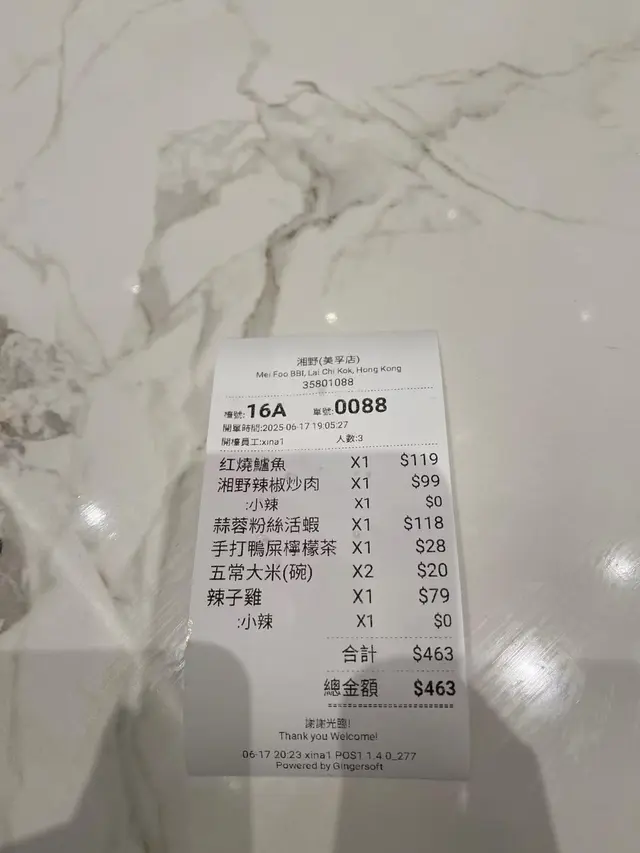 湘野(美孚店)
Mei Foo BBI, Lai Chi Kok, Hong Kong
35801088
檯號:16A 單號:0088
開單時間:2025-06-17 19:05:27
開檯員工:xina1 人數:3
红燒鱸魚 X1 $119
湘野辣椒炒肉 X1 $99
:小辣 X1 $0
蒜蓉粉絲活蝦 X1 $118
手打鴨屎檸檬茶 X1 $28
五常大米(碗) X2 $20
辣子雞 X1 $79
:小辣 X1 $0
合計 $463
總金額 $463
謝謝光臨!
Thank you Welcome!
06-17 20:23 xina1 POS1 1.4.0_277
Powered by Gingersoft